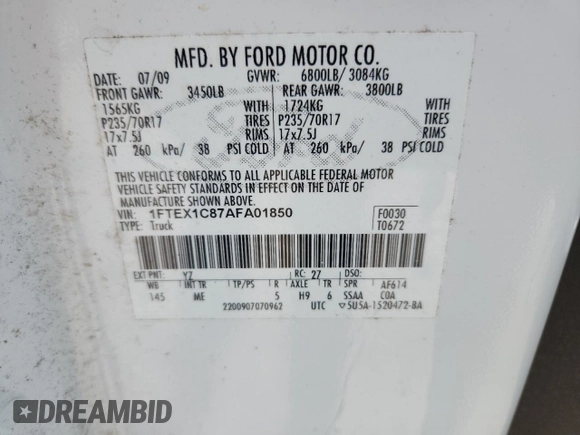 MFD. BY FORD MOTOR CO.
DATE: 07/09 GVWR: 6800LB/ 3084KG
FRONT GAWR: 3450LB REAR GAWR: 3800LB
1565KG WITH 1724KG WITH
P235/70R17 TIRES P235/70R17 TIRES
17x7.5J RIMS 17x7.5J RIMS
AT 260 kPa/ 38 PSI COLD AT 260 kPa/ 38 PSI COLD
THIS VEHICLE CONFORMS TO ALL APPLICABLE FEDERAL MOTOR
VEHICLE SAFETY STANDARDS IN EFFECT ON THE DATE OF
MANUFACTURE SHOWN ABOVE.
VIN: 1FTEX1C87AFA01850 F0030
TYPE: Truck T0672
EXT PNT: YZ RC: 27 DSO:
WB INT TR TP/PS R AXLE TR SPR AF614
145 ME 5 H9 6 SSAA C0A
2200907070962 UTC ▽5U5A-1520472-BA
DREAMBID